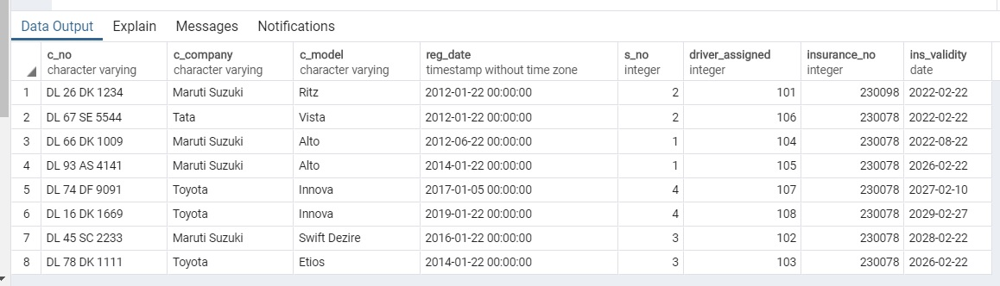 Data Output Explain Messages Notifications
c_no c_company c_model reg_date s_no driver_assigned insurance_no ins_validity
character varying character varying character varying timestamp without time zone integer integer integer date
1 DL 26 DK 1234 Maruti Suzuki Ritz 2012-01-22 00:00:00 2 101 230098 2022-02-22
2 DL 67 SE 5544 Tata Vista 2012-01-22 00:00:00 2 106 230078 2022-02-22
3 DL 66 DK 1009 Maruti Suzuki Alto 2012-06-22 00:00:00 1 104 230078 2022-08-22
4 DL 93 AS 4141 Maruti Suzuki Alto 2014-01-22 00:00:00 1 105 230078 2026-02-22
5 DL 74 DF 9091 Toyota Innova 2017-01-05 00:00:00 4 107 230078 2027-02-10
6 DL 16 DK 1669 Toyota Innova 2019-01-22 00:00:00 4 108 230078 2029-02-27
7 DL 45 SC 2233 Maruti Suzuki Swift Dezire 2016-01-22 00:00:00 3 102 230078 2028-02-22
8 DL 78 DK 1111 Toyota Etios 2014-01-22 00:00:00 3 103 230078 2026-02-22